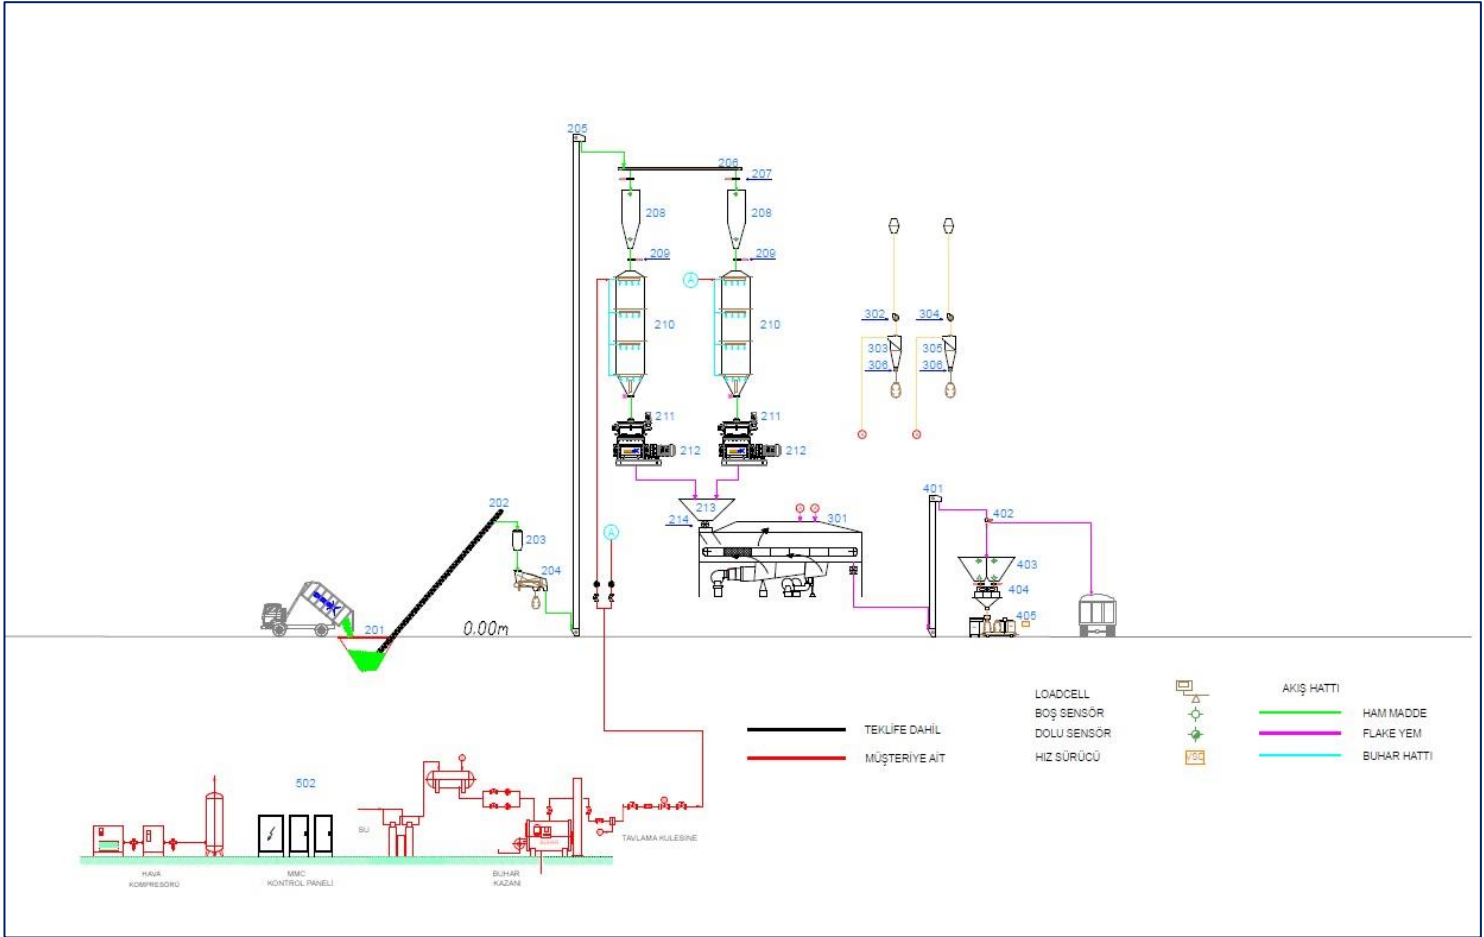 205
206
207
208
208
209
209
210
210
A
302
304
303
305
306
306
211
211
212
212
213
214
301
401
402
403
404
405
202
203
204
A
201
0.00m
LOADCELL
BOŞ SENSÖR
DOLU SENSÖR
HIZ SÜRÜCÜ
VSD
AKIŞ HATTI
HAM MADDE
FLAKE YEM
BUHAR HATTI
TEKLİFE DAHİL
MÜŞTERİYE AİT
502
SU
TAVLAMA KULESİNE
HAVA
KOMPRESÖRÜ
MMC
KONTROL PANELİ
BUHAR
KAZANI